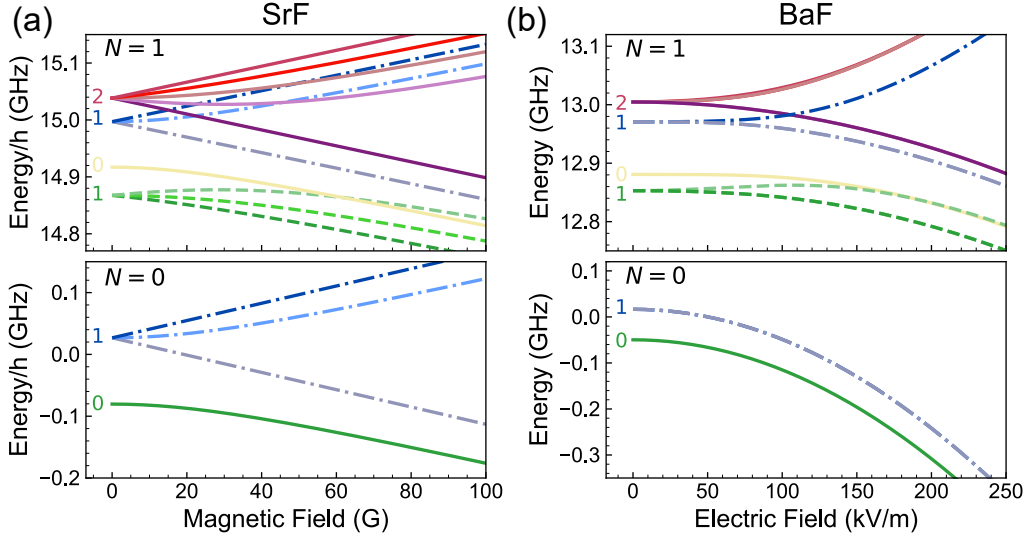 (a) SrF
N = 1
Energy/h (GHz)
15.1
15.0
14.9
14.8
2
1
0
1
N = 0
Energy/h (GHz)
0.1
0.0
−0.1
−0.2
1
0
0 20 40 60 80 100
Magnetic Field (G)
(b) BaF
N = 1
Energy (GHz)
13.1
13.0
12.9
12.8
2
1
0
1
N = 0
Energy (GHz)
0.0
−0.1
−0.2
−0.3
1
0
0 50 100 150 200 250
Electric Field (kV/m)